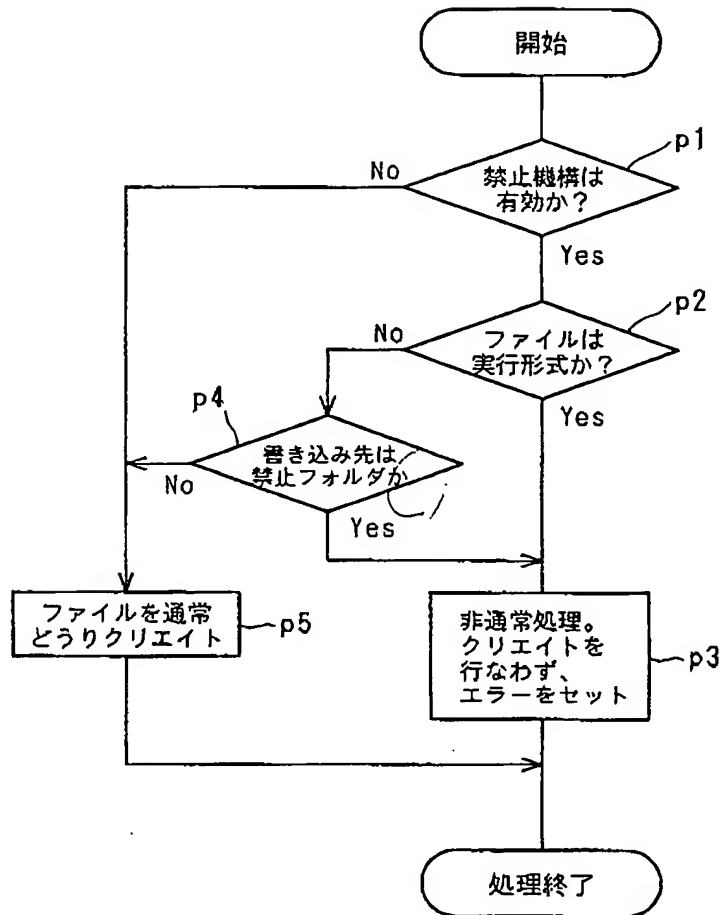 開始
p1
No
禁止機構は
有効か？
Yes
p2
No
ファイルは
実行形式か？
Yes
p4
書き込み先は
禁止フォルダか
No
Yes
ファイルを通常
どうりクリエイト
p5
非通常処理。
クリエイトを
行なわず、
エラーをセット
p3
処理終了